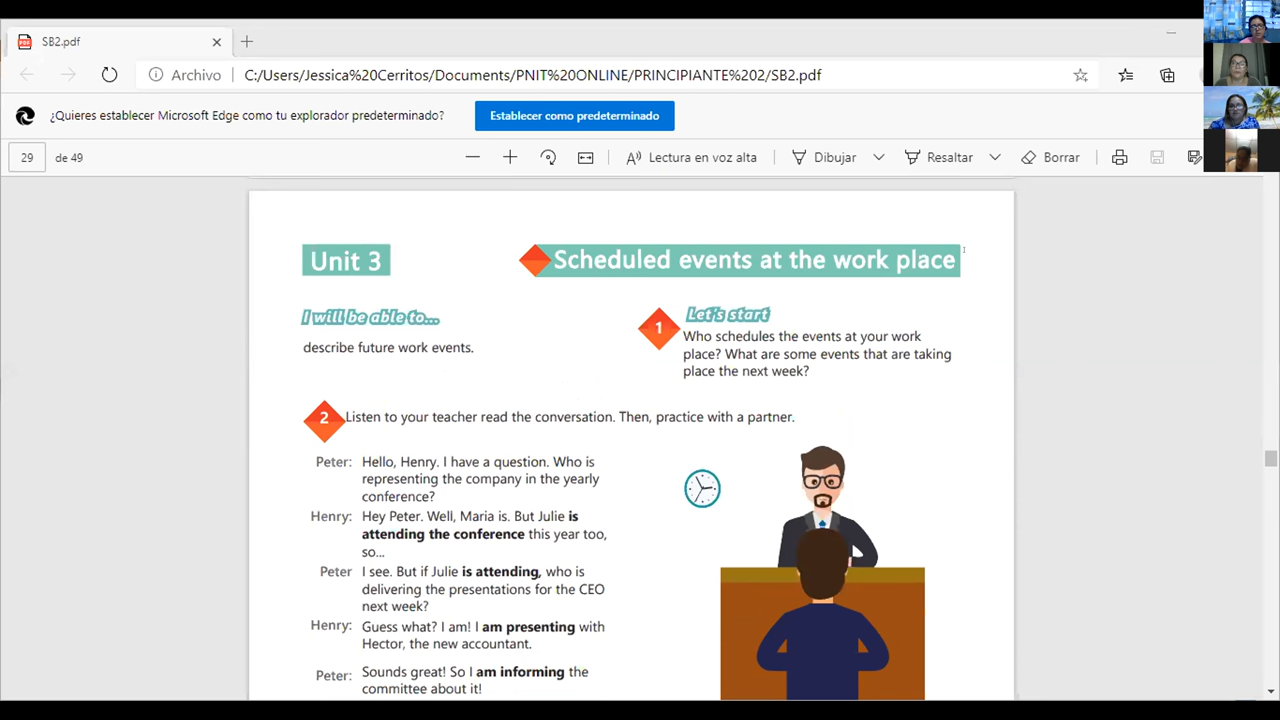 SB2.pdf
Archivo
C:/Users/Jessica%20Cerritos/Documents/PNIT%20ONLINE/PRINCIPIANTE%202/SB2.pdf
¿Quieres establecer Microsoft Edge como tu explorador predeterminado?
Establecer como predeterminado
29 de 49
Lectura en voz alta
Dibujar
Resaltar
Borrar
Unit 3
Scheduled events at the work place
I will be able to...
describe future work events.
1
Let's start
Who schedules the events at your work
place? What are some events that are taking
place the next week?
2
Listen to your teacher read the conversation. Then, practice with a partner.
Peter: Hello, Henry. I have a question. Who is
representing the company in the yearly
conference?
Henry: Hey Peter. Well, Maria is. But Julie is
attending the conference this year too,
so...
Peter I see. But if Julie is attending, who is
delivering the presentations for the CEO
next week?
Henry: Guess what? I am! I am presenting with
Hector, the new accountant.
Peter: Sounds great! So I am informing the
committee about it!